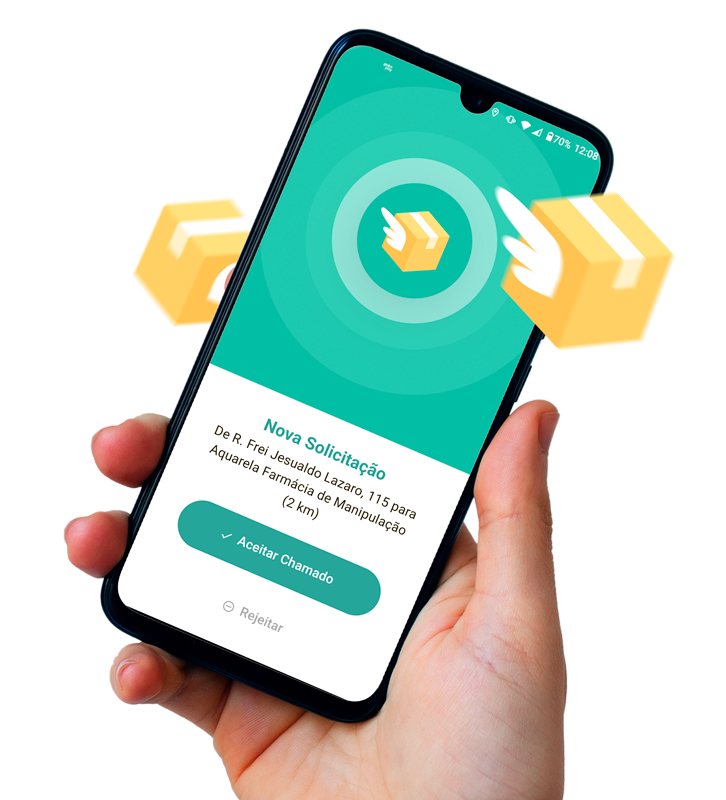 70% 12:08
Nova Solicitação
De R. Frei Jesualdo Lazaro, 115 para
Aquarela Farmácia de Manipulação
(2 km)
Aceitar Chamado
Rejeitar